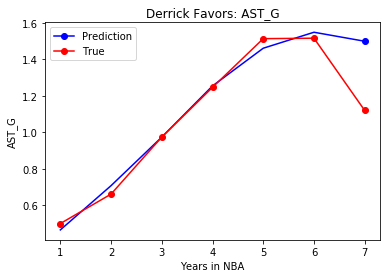 Derrick Favors: AST_G
Prediction
True
AST_G
1.6
1.4
1.2
1.0
0.8
0.6
1 2 3 4 5 6 7
Years in NBA